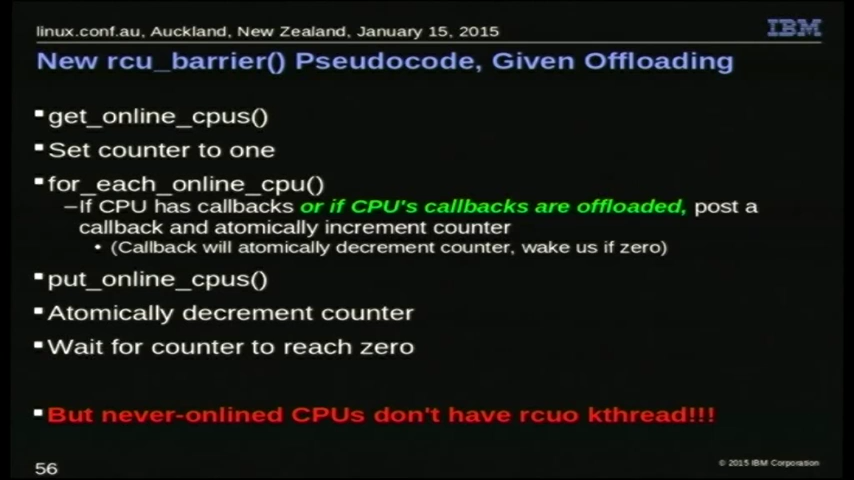 linux.conf.au, Auckland, New Zealand, January 15, 2015
IBM
New rcu_barrier() Pseudocode, Given Offloading
▪get_online_cpus()
▪Set counter to one
▪for_each_online_cpu()
–If CPU has callbacks or if CPU's callbacks are offloaded, post a
callback and atomically increment counter
• (Callback will atomically decrement counter, wake us if zero)
▪put_online_cpus()
▪Atomically decrement counter
▪Wait for counter to reach zero
▪But never-onlined CPUs don't have rcuo kthread!!!
56
© 2015 IBM Corporation